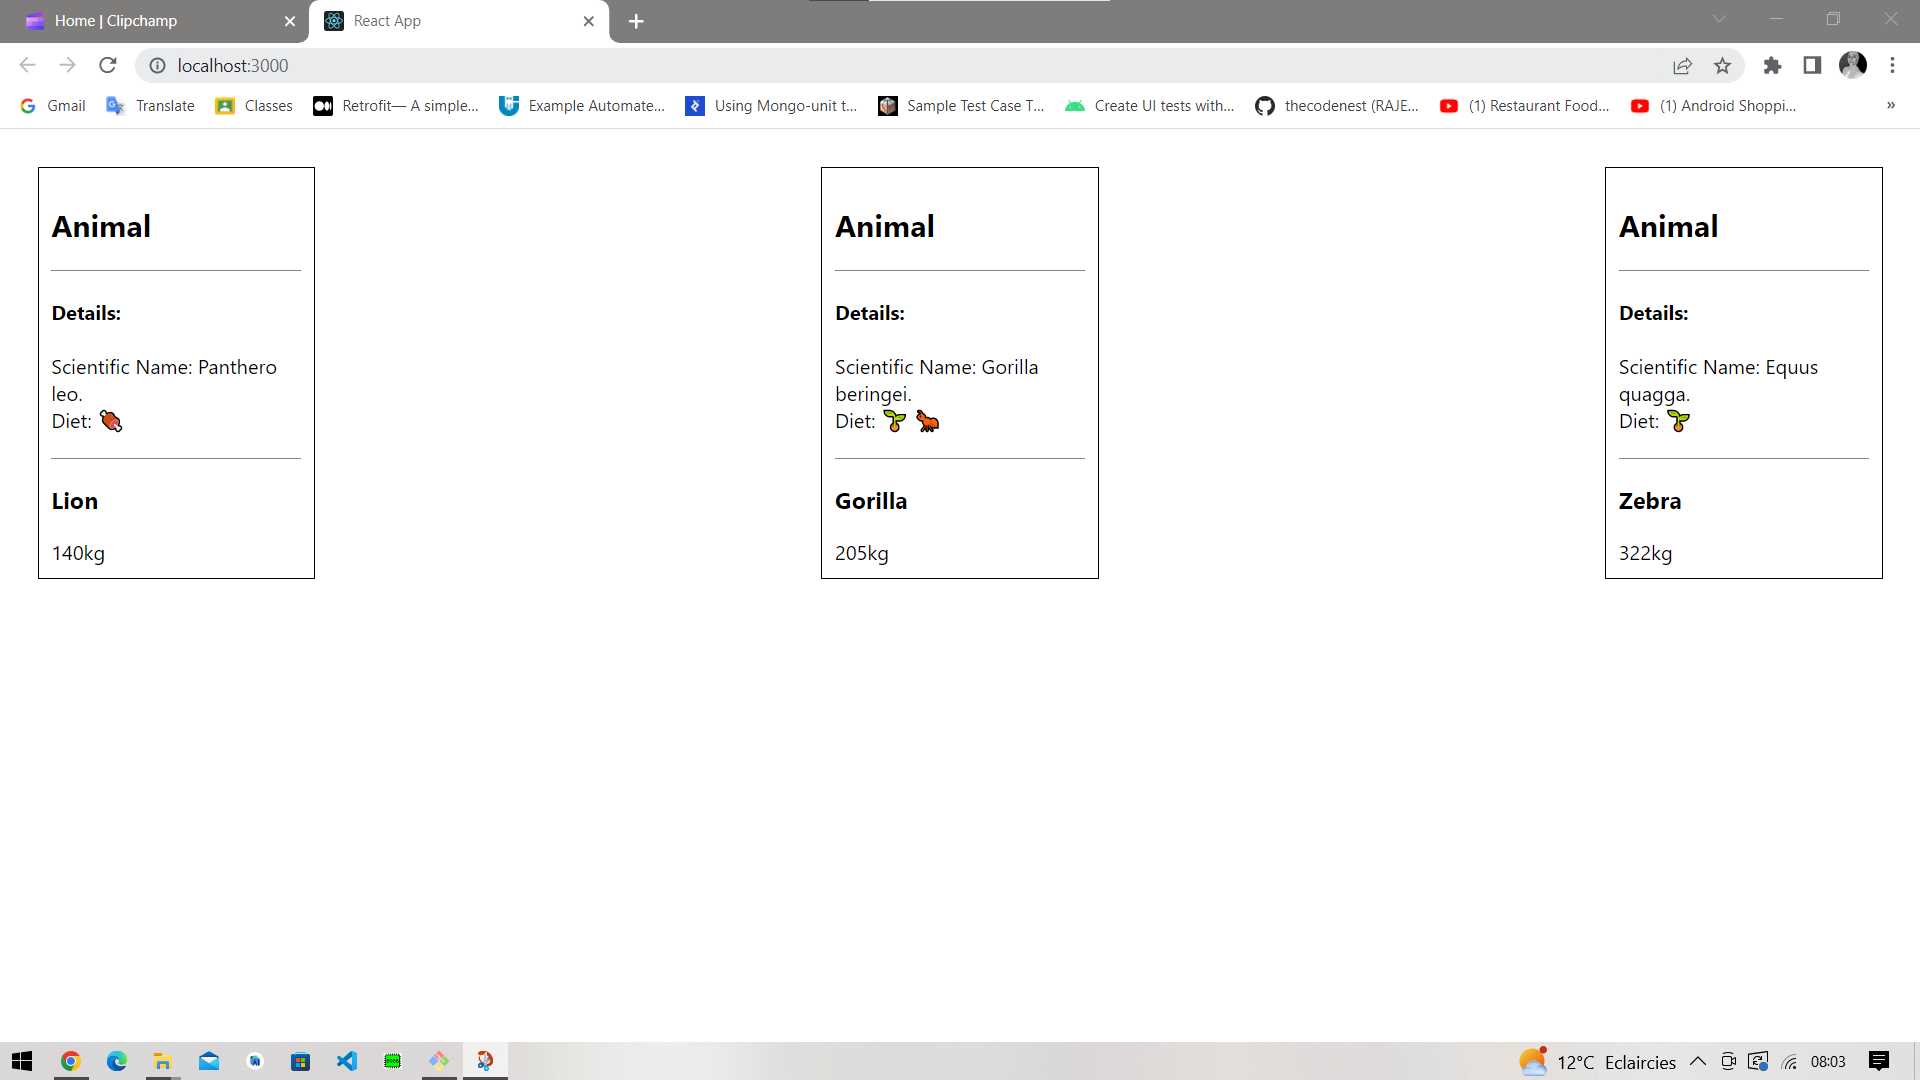 Home | Clipchamp
React App
localhost:3000
Gmail
Translate
Classes
Retrofit— A simple...
Example Automate...
Using Mongo-unit t...
Sample Test Case T...
Create UI tests with...
thecodenest (RAJE...
(1) Restaurant Food...
(1) Android Shoppi...
»
Animal
Details:
Scientific Name: Panthero
leo.
Diet: 🍖
Lion
140kg
Animal
Details:
Scientific Name: Gorilla
beringei.
Diet: 🌱 🐜
Gorilla
205kg
Animal
Details:
Scientific Name: Equus
quagga.
Diet: 🌱
Zebra
322kg
12°C Eclaircies
08:03